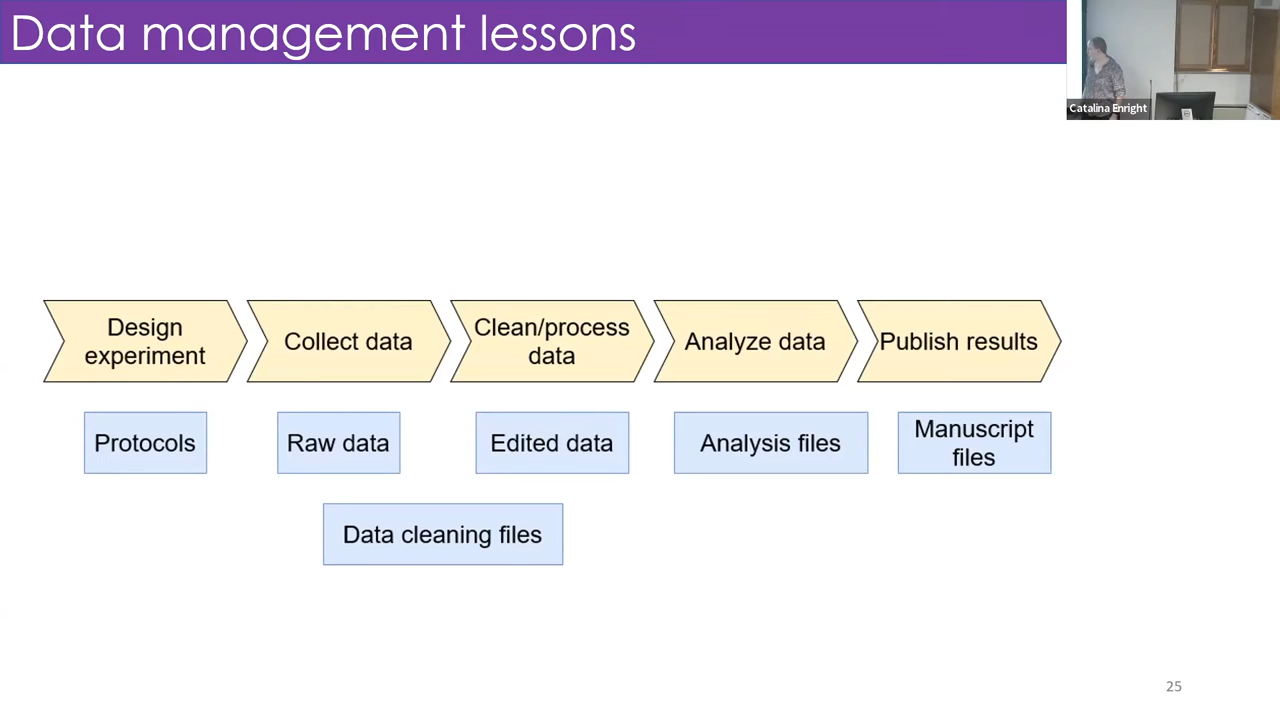 Data management lessons
Catalina Enright
Design
experiment
Collect data
Clean/process
data
Analyze data
Publish results
Protocols
Raw data
Edited data
Analysis files
Manuscript
files
Data cleaning files
25